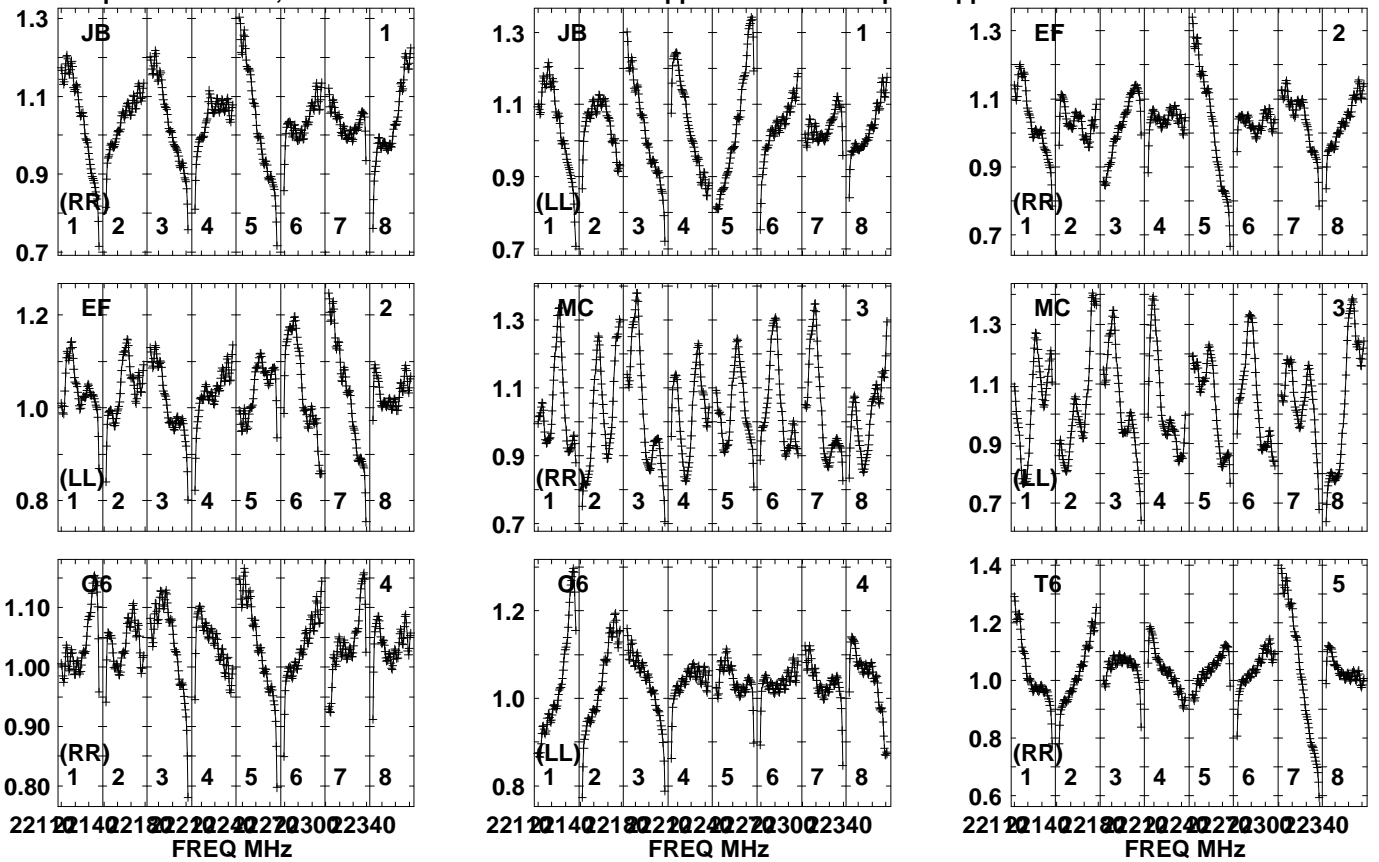 1.3 JB 1
1.1
0.9
(RR)
1 2 3 4 5 6 7 8
0.7
1.3 JB 1
1.1
0.9
(LL)
1 2 3 4 5 6 7 8
0.7
1.3 EF 2
1.1
0.9
(RR)
1 2 3 4 5 6 7 8
0.7
EF 2
1.2
1.0
(LL)
0.8 1 2 3 4 5 6 7 8
MC 3
1.3
1.1
0.9
(RR)
1 2 3 4 5 6 7 8
0.7
MC 3
1.3
1.1
0.9
(LL)
0.7 1 2 3 4 5 6 7 8
O6 4
1.10
1.00
0.90
(RR)
0.80 1 2 3 4 5 6 7 8
FREQ MHz
O6 4
1.2
1.0
(LL)
0.8 1 2 3 4 5 6 7 8
FREQ MHz
1.4 T6 5
1.2
1.0
0.8
(RR)
1 2 3 4 5 6 7 8
0.6
FREQ MHz